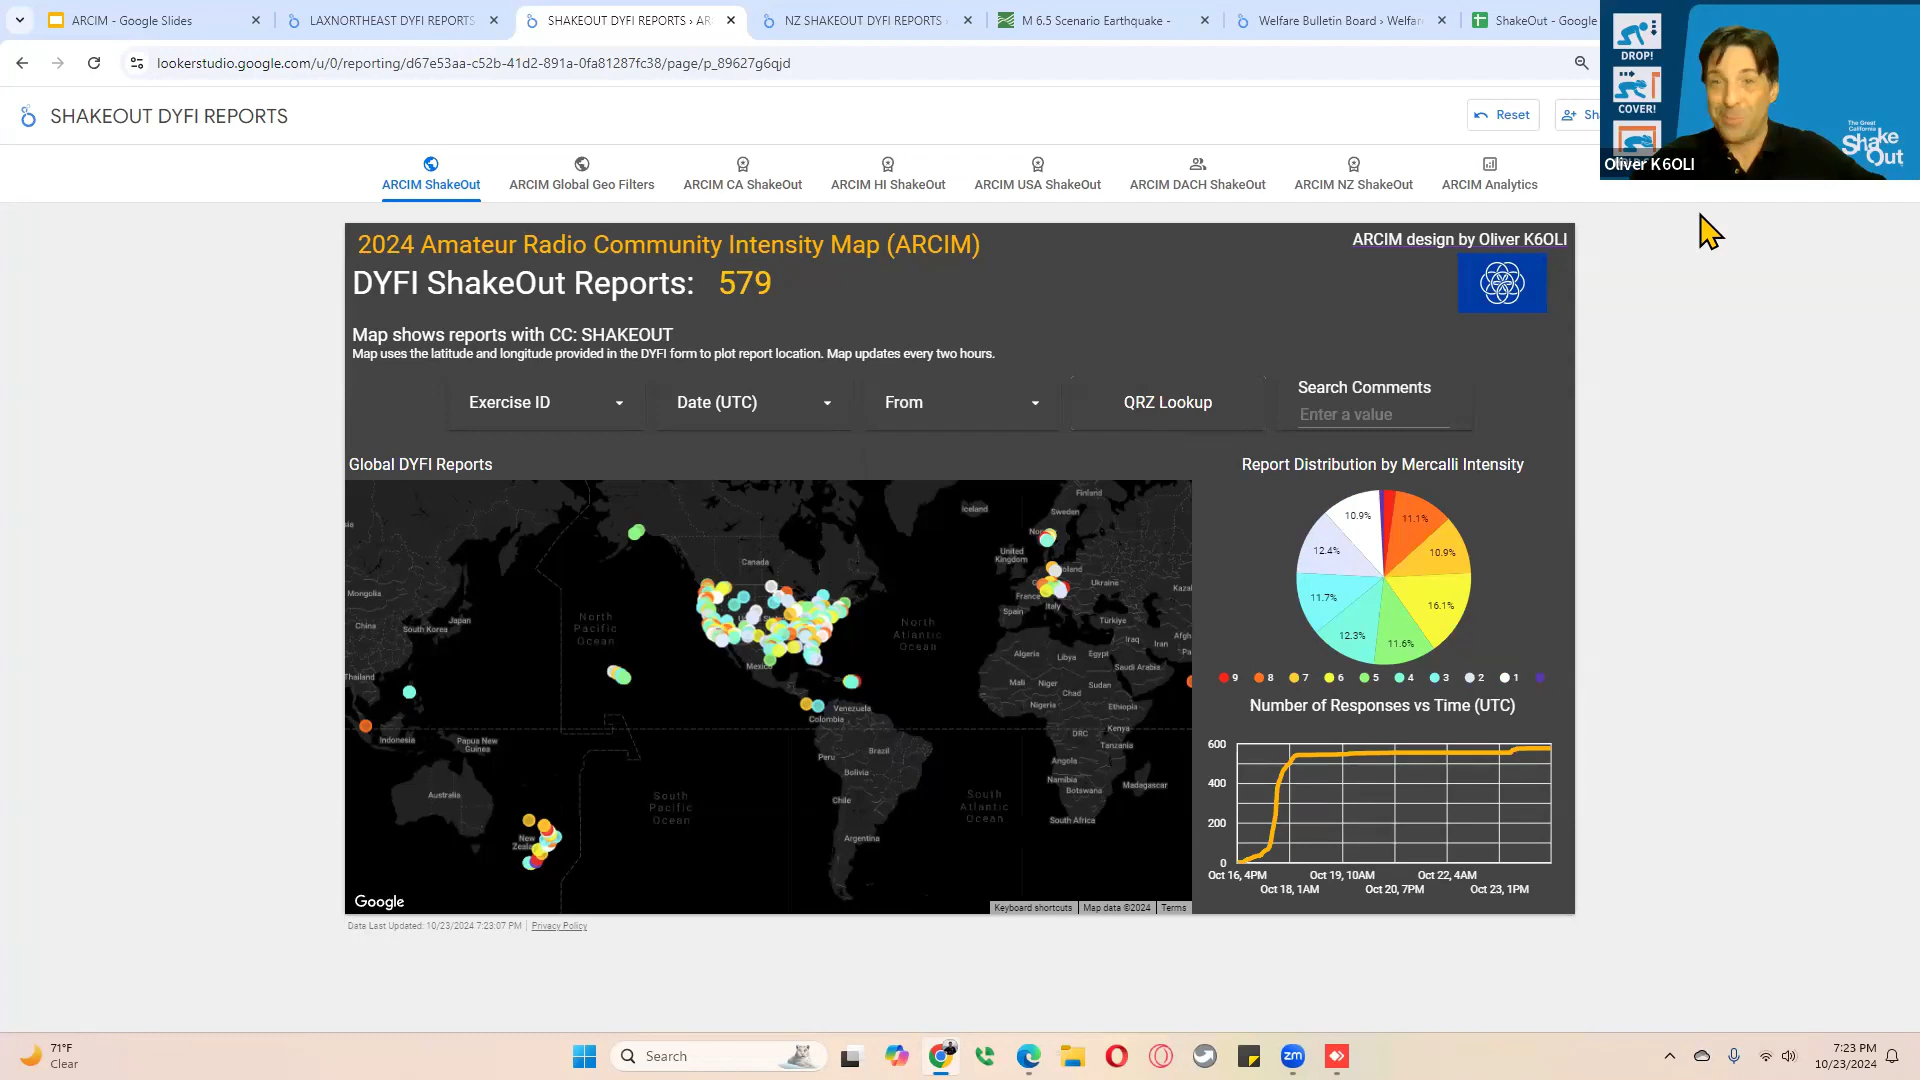 ARCIM - Google Slides
LAXNORTHEAST DYFI REPORTS
SHAKEOUT DYFI REPORTS › AR
NZ SHAKEOUT DYFI REPORTS
M 6.5 Scenario Earthquake -
Welfare Bulletin Board › Welfar
ShakeOut - Google
lookerstudio.google.com/u/0/reporting/d67e53aa-c52b-41d2-891a-0fa81287fc38/page/p_89627g6qjd
DROP!
COVER!
The Great
California
Shake
Out
Oliver K6OLI
SHAKEOUT DYFI REPORTS
Reset
Sh
ARCIM ShakeOut
ARCIM Global Geo Filters
ARCIM CA ShakeOut
ARCIM HI ShakeOut
ARCIM USA ShakeOut
ARCIM DACH ShakeOut
ARCIM NZ ShakeOut
ARCIM Analytics
2024 Amateur Radio Community Intensity Map (ARCIM)
ARCIM design by Oliver K6OLI
DYFI ShakeOut Reports: 579
Map shows reports with CC: SHAKEOUT
Map uses the latitude and longitude provided in the DYFI form to plot report location. Map updates every two hours.
Exercise ID
Date (UTC)
From
QRZ Lookup
Search Comments
Enter a value
Global DYFI Reports
Finland
Iceland
Sweden
United
Kingdom
Ukraine
France
Spain
Italy
Türkiye
Kazal
Canada
Mongolia
China
Japan
South Korea
North
Pacific
Ocean
North
Atlantic
Ocean
Mexico
Thailand
Indonesia
Papua New
Guinea
Australia
New
Venezuela
Colombia
Peru
Brazil
Bolivia
Chile
Argentina
South
Pacific
Ocean
South
Atlantic
Ocean
Algeria
Libya
Egypt
Iraq
Iran
Afgh
Saudi Arabia
Mali
Niger
Chad
Sudan
Nigeria
Ethiopia
DRC
Kenya
Tanzania
Angola
Namibia
Botswana
Madagascar
South Africa
Google
Keyboard shortcuts
Map data ©2024
Terms
Report Distribution by Mercalli Intensity
11.1%
10.9%
16.1%
11.6%
12.3%
11.7%
12.4%
10.9%
9 8 7 6 5 4 3 2 1
Number of Responses vs Time (UTC)
600
400
200
0
Oct 16, 4PM
Oct 18, 1AM
Oct 19, 10AM
Oct 20, 7PM
Oct 22, 4AM
Oct 23, 1PM
Data Last Updated: 10/23/2024 7:23:07 PM
Privacy Policy
71°F
Clear
Search
zm
7:23 PM
10/23/2024